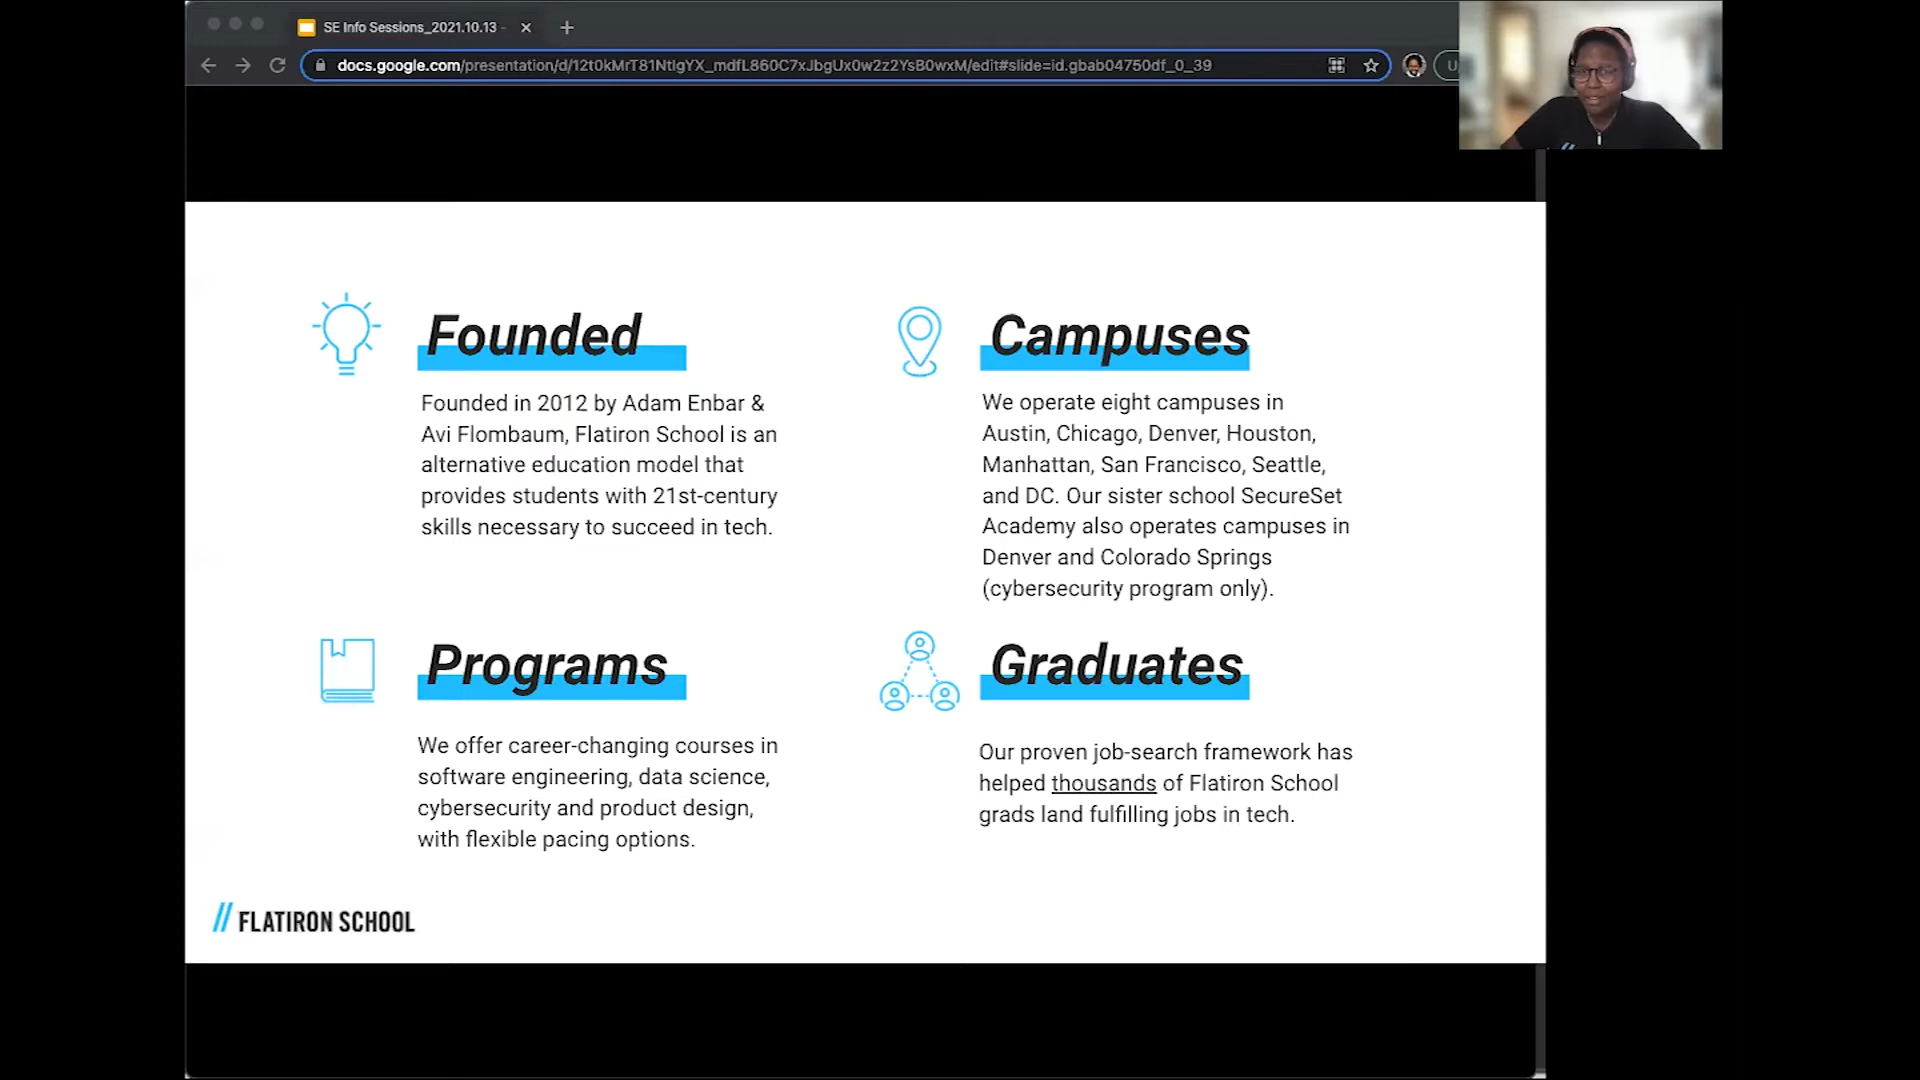 SE Info Sessions_2021.10.13 -
docs.google.com/presentation/d/12t0kMrT81NtlgYX_mdfL860C7xJbgUx0w2z2YsB0wxM/edit#slide=id.gbab04750df_0_39
U
Founded
Founded in 2012 by Adam Enbar &
Avi Flombaum, Flatiron School is an
alternative education model that
provides students with 21st-century
skills necessary to succeed in tech.
Campuses
We operate eight campuses in
Austin, Chicago, Denver, Houston,
Manhattan, San Francisco, Seattle,
and DC. Our sister school SecureSet
Academy also operates campuses in
Denver and Colorado Springs
(cybersecurity program only).
Programs
We offer career-changing courses in
software engineering, data science,
cybersecurity and product design,
with flexible pacing options.
Graduates
Our proven job-search framework has
helped thousands of Flatiron School
grads land fulfilling jobs in tech.
// FLATIRON SCHOOL